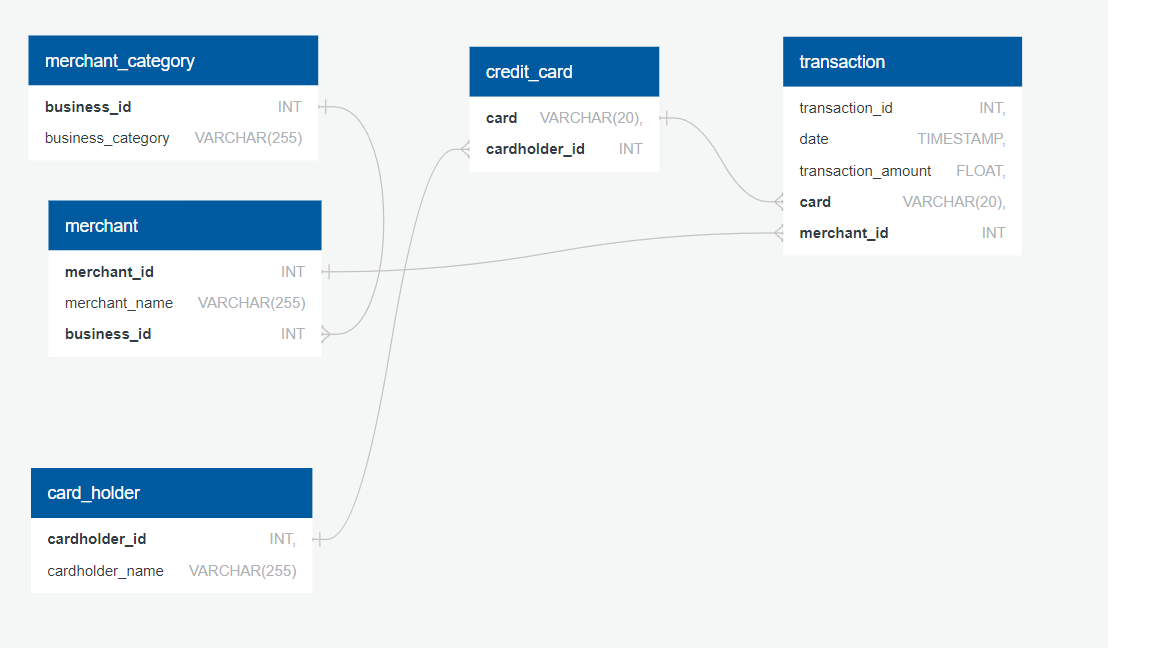 merchant_category
business_id INT
business_category VARCHAR(255)
merchant
merchant_id INT
merchant_name VARCHAR(255)
business_id INT
card_holder
cardholder_id INT,
cardholder_name VARCHAR(255)
credit_card
card VARCHAR(20),
cardholder_id INT
transaction
transaction_id INT,
date TIMESTAMP,
transaction_amount FLOAT,
card VARCHAR(20),
merchant_id INT